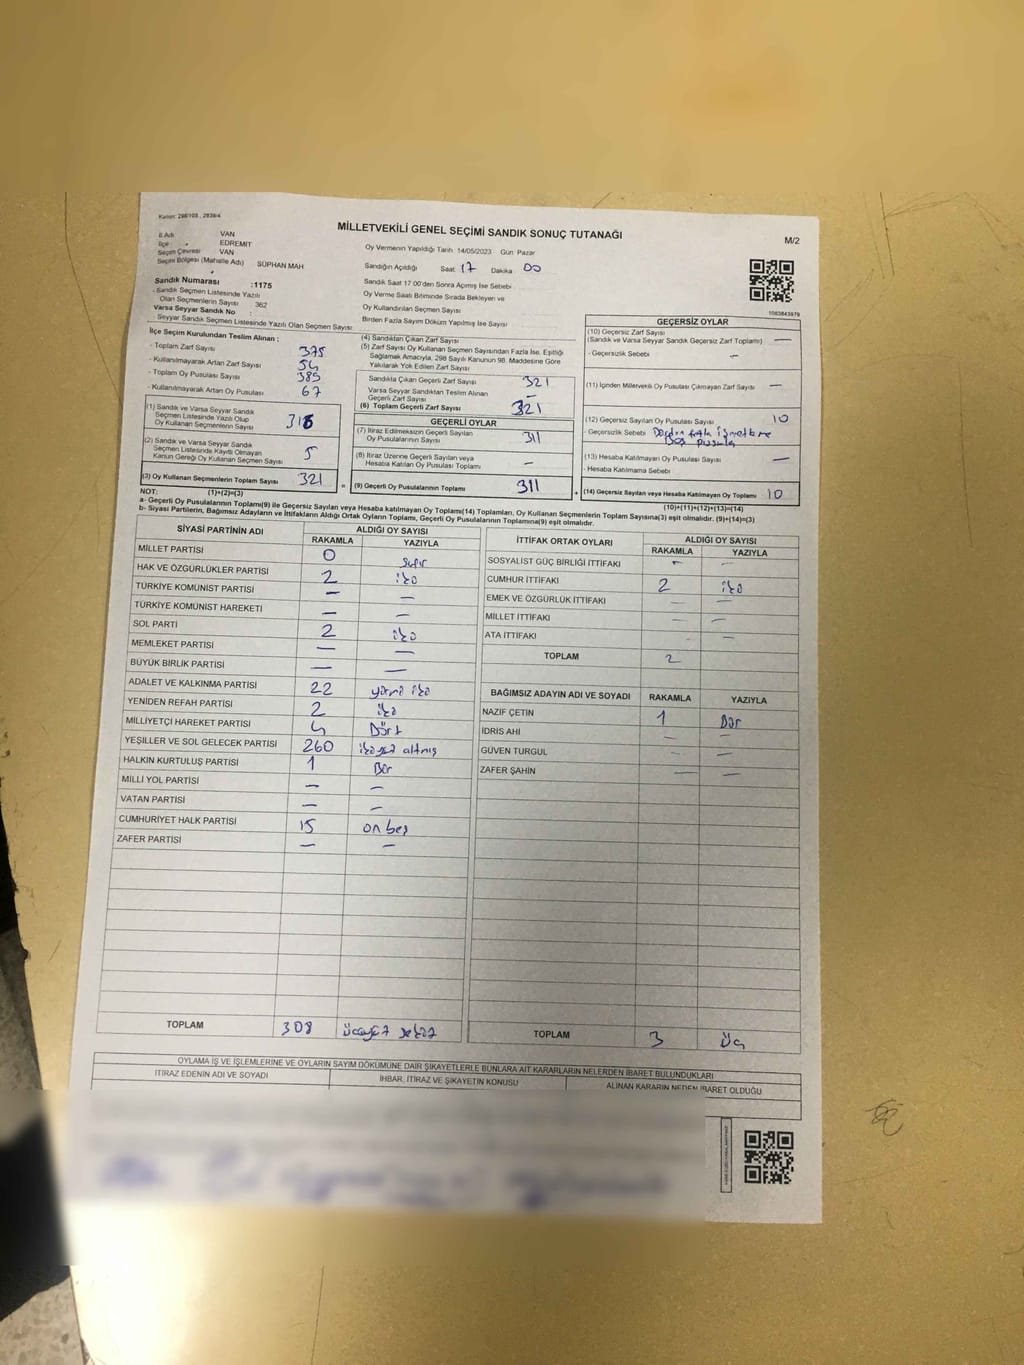 Kanun: 298/105, 2839/4
MİLLETVEKİLİ GENEL SEÇİMİ SANDIK SONUÇ TUTANAĞI
M/2
İl Adı VAN
İlçe : EDREMIT
Seçim Çevresi VAN
Seçim Bölgesi (Mahalle Adı) SÜPHAN MAH
Sandık Numarası :1175
- Sandık Seçmen Listesinde Yazılı
Olan Seçmenlerin Sayısı 362
Varsa Seyyar Sandık No :
Seyyar Sandık Seçmen Listesinde Yazılı Olan Seçmen Sayısı:
Oy Vermenin Yapıldığı Tarih 14/05/2023 Gün Pazar
Sandığın Açıldığı Saat 17 Dakika 00
Sandık Saat 17 00'den Sonra Açımış İse Sebebi
Oy Verme Saati Bitiminde Sırada Bekleyen ve
Oy Kullandırılan Seçmen Sayısı
Birden Fazla Sayım Döküm Yapılmış İse Sayısı
1063843979
İlçe Seçim Kurulundan Teslim Alınan :
- Toplam Zarf Sayısı 375
- Kullanılmayarak Artan Zarf Sayısı 54
- Toplam Oy Pusulası Sayısı 385
- Kullanılmayarak Artan Oy Pusulası 67
(1) Sandık ve Varsa Seyyar Sandık
Seçmen Listesinde Yazılı Olup
Oy Kullanan Seçmenlerin Sayısı 316
(2) Sandık ve Varsa Seyyar Sandık
Seçmen Listesinde Kayıtlı Olmayan
Kanun Gereği Oy Kullanan Seçmen Sayısı 5
(3) Oy Kullanan Seçmenlerin Toplam Sayısı 321
(4) Sandıktan Çıkan Zarf Sayısı
(5) Zarf Sayısı Oy Kullanan Seçmen Sayısından Fazla İse, Eşitliği
Sağlamak Amacıyla, 298 Sayılı Kanunun 98. Maddesine Göre
Yakılarak Yok Edilen Zarf Sayısı
Sandıkta Çıkan Geçerli Zarf Sayısı 321
Varsa Seyyar Sandıktan Teslim Alınan
Geçerli Zarf Sayısı —
(6) Toplam Geçerli Zarf Sayısı 321
GEÇERLİ OYLAR
(7) İtiraz Edilmeksizin Geçerli Sayılan
Oy Pusulalarının Sayısı 311
(8) İtiraz Üzerine Geçerli Sayılan veya
Hesaba Katılan Oy Pusulası Toplamı —
= (9) Geçerli Oy Pusulalarının Toplamı 311 +
GEÇERSİZ OYLAR
(10) Geçersiz Zarf Sayısı
(Sandık ve Varsa Seyyar Sandık Geçersiz Zarf Toplamı) —
- Geçersizlik Sebebi —
(11) İçinden Milletvekili Oy Pusulası Çıkmayan Zarf Sayısı —
(12) Geçersiz Sayılan Oy Pusulası Sayısı 10
- Geçersizlik Sebebi
(13) Hesaba Katılmayan Oy Pusulası Sayısı —
- Hesaba Katılmama Sebebi
(14) Geçersiz Sayılan veya Hesaba Katılmayan Oy Toplamı 10
NOT: (1)+(2)=(3) (10)+(11)+(12)+(13)=(14)
a- Geçerli Oy Pusulalarının Toplamı(9) ile Geçersiz Sayılan veya Hesaba katılmayan Oy Toplamı(14) Toplamları, Oy Kullanan Seçmenlerin Toplam Sayısına(3) eşit olmalıdır. (9)+(14)=(3)
b- Siyasi Partilerin, Bağımsız Adayların ve İttifakların Aldığı Ortak Oyların Toplamı, Geçerli Oy Pusulalarının Toplamına(9) eşit olmalıdır.
SİYASİ PARTİNİN ADI ALDIĞI OY SAYISI
RAKAMLA YAZIYLA
MİLLET PARTİSİ 0 sıfır
HAK VE ÖZGÜRLÜKLER PARTİSİ 2 iki
TÜRKİYE KOMÜNİST PARTİSİ — —
TÜRKİYE KOMÜNİST HAREKETİ — —
SOL PARTİ 2 iki
MEMLEKET PARTİSİ — —
BÜYÜK BİRLİK PARTİSİ — —
ADALET VE KALKINMA PARTİSİ 22 yirmi iki
YENİDEN REFAH PARTİSİ 2 iki
MİLLİYETÇİ HAREKET PARTİSİ 4 Dört
YEŞİLLER VE SOL GELECEK PARTİSİ 260 ikiyüz altmış
HALKIN KURTULUŞ PARTİSİ 1 Bir
MİLLİ YOL PARTİSİ — —
VATAN PARTİSİ — —
CUMHURİYET HALK PARTİSİ 15 on beş
ZAFER PARTİSİ — —
TOPLAM 308 üçyüz sekiz
İTTİFAK ORTAK OYLARI ALDIĞI OY SAYISI
RAKAMLA YAZIYLA
SOSYALİST GÜÇ BİRLİĞİ İTTİFAKI — —
CUMHUR İTTİFAKI 2 iki
EMEK VE ÖZGÜRLÜK İTTİFAKI — —
MİLLET İTTİFAKI — —
ATA İTTİFAKI — —
TOPLAM 2
BAĞIMSIZ ADAYIN ADI VE SOYADI RAKAMLA YAZIYLA
NAZİF ÇETİN 1 Bir
İDRİS AHİ — —
GÜVEN TURGUL — —
ZAFER ŞAHİN — —
TOPLAM 3 Üç
OYLAMA İŞ VE İŞLEMLERİNE VE OYLARIN SAYIM DÖKÜMÜNE DAİR ŞİKAYETLERLE BUNLARA AİT KARARLARIN NELERDEN İBARET BULUNDUKLARI
İTİRAZ EDENİN ADI VE SOYADI İHBAR, İTİRAZ VE ŞİKAYETİN KONUSU ALINAN KARARIN NEDEN İBARET OLDUĞU